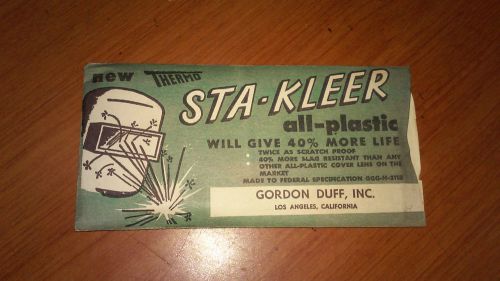 new THERMO
STA-KLEER
all-plastic
WILL GIVE 40% MORE LIFE
TWICE AS SCRATCH PROOF
40% MORE SLAG RESISTANT THAN ANY
OTHER ALL-PLASTIC COVER LENS ON THE
MARKET
MADE TO FEDERAL SPECIFICATION GGG-H-211B
GORDON DUFF, INC.
LOS ANGELES, CALIFORNIA